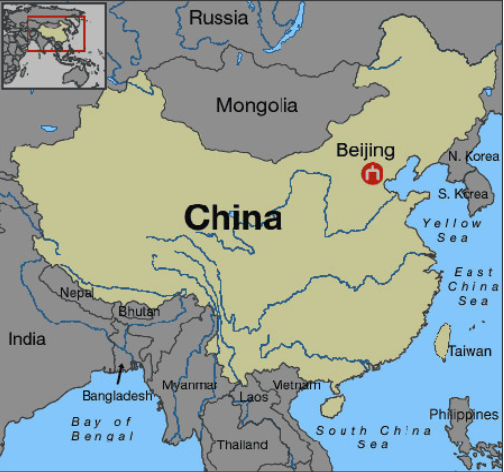 Russia
Mongolia
Beijing
N. Korea
S. Korea
China
Yellow
Sea
East
China
Sea
Nepal
Bhutan
India
Taiwan
Bangladesh
Myanmar
Vietnam
Laos
Bay of
Bengal
Philippines
South China
Sea
Thailand